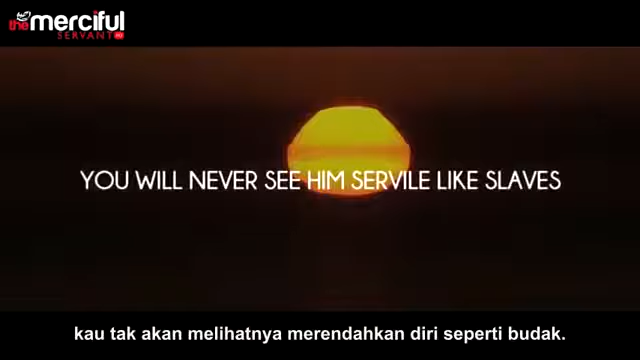 the merciful
SERVANT HD
YOU WILL NEVER SEE HIM SERVILE LIKE SLAVES
kau tak akan melihatnya merendahkan diri seperti budak.